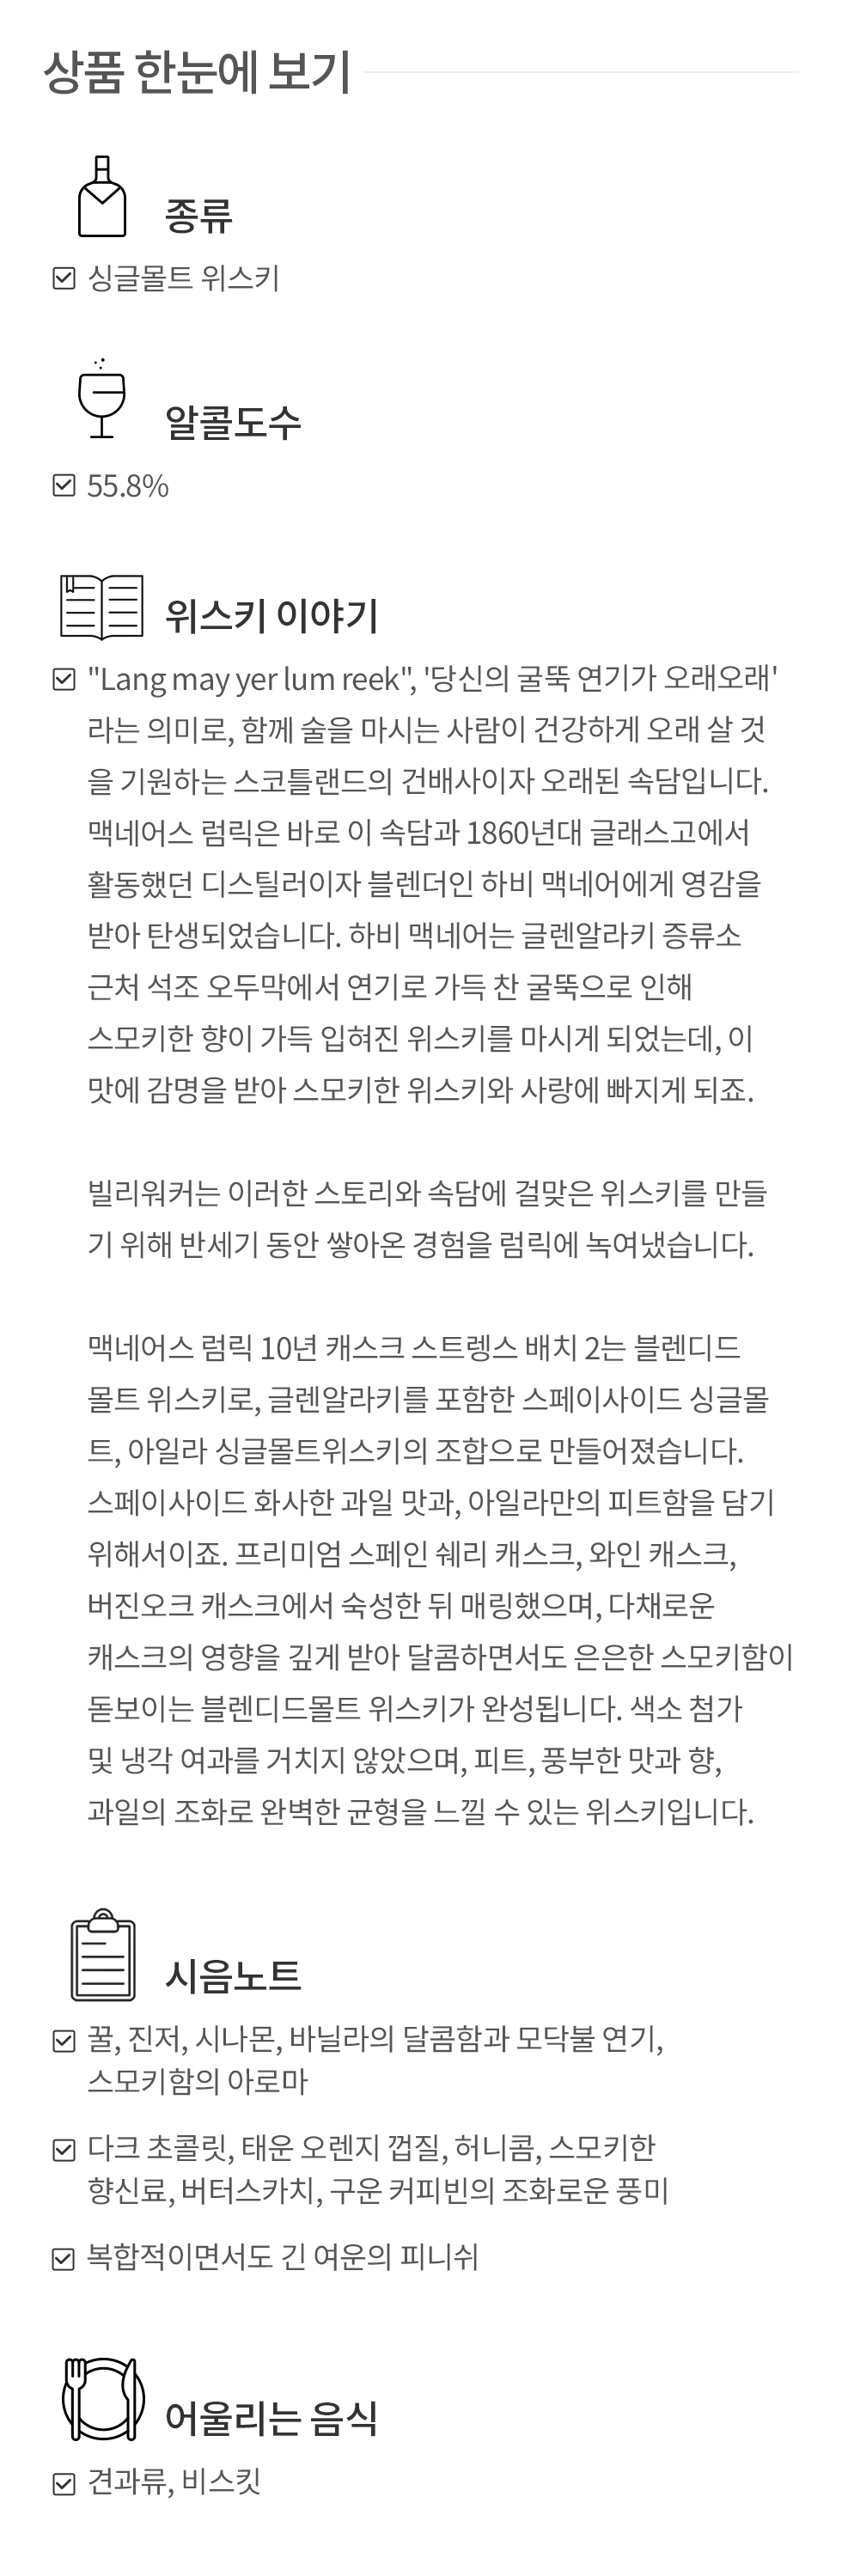 상품 한눈에 보기
종류
싱글몰트 위스키
알콜도수
55.8%
위스키 이야기
"Lang may yer lum reek", '당신의 굴뚝 연기가 오래오래'
라는 의미로, 함께 술을 마시는 사람이 건강하게 오래 살 것
을 기원하는 스코틀랜드의 건배사이자 오래된 속담입니다.
맥네어스 럼릭은 바로 이 속담과 1860년대 글래스고에서
활동했던 디스틸러이자 블렌더인 하비 맥네어에게 영감을
받아 탄생되었습니다. 하비 맥네어는 글렌알라키 증류소
근처 석조 오두막에서 연기로 가득 찬 굴뚝으로 인해
스모키한 향이 가득 입혀진 위스키를 마시게 되었는데, 이
맛에 감명을 받아 스모키한 위스키와 사랑에 빠지게 되죠.
빌리워커는 이러한 스토리와 속담에 걸맞은 위스키를 만들
기 위해 반세기 동안 쌓아온 경험을 럼릭에 녹여냈습니다.
맥네어스 럼릭 10년 캐스크 스트렝스 배치 2는 블렌디드
몰트 위스키로, 글렌알라키를 포함한 스페이사이드 싱글몰
트, 아일라 싱글몰트위스키의 조합으로 만들어졌습니다.
스페이사이드 화사한 과일 맛과, 아일라만의 피트함을 담기
위해서이죠. 프리미엄 스페인 쉐리 캐스크, 와인 캐스크,
버진오크 캐스크에서 숙성한 뒤 매링했으며, 다채로운
캐스크의 영향을 깊게 받아 달콤하면서도 은은한 스모키함이
돋보이는 블렌디드몰트 위스키가 완성됩니다. 색소 첨가
및 냉각 여과를 거치지 않았으며, 피트, 풍부한 맛과 향,
과일의 조화로 완벽한 균형을 느낄 수 있는 위스키입니다.
시음노트
꿀, 진저, 시나몬, 바닐라의 달콤함과 모닥불 연기,
스모키함의 아로마
다크 초콜릿, 태운 오렌지 껍질, 허니콤, 스모키한
향신료, 버터스카치, 구운 커피빈의 조화로운 풍미
복합적이면서도 긴 여운의 피니쉬
어울리는 음식
견과류, 비스킷